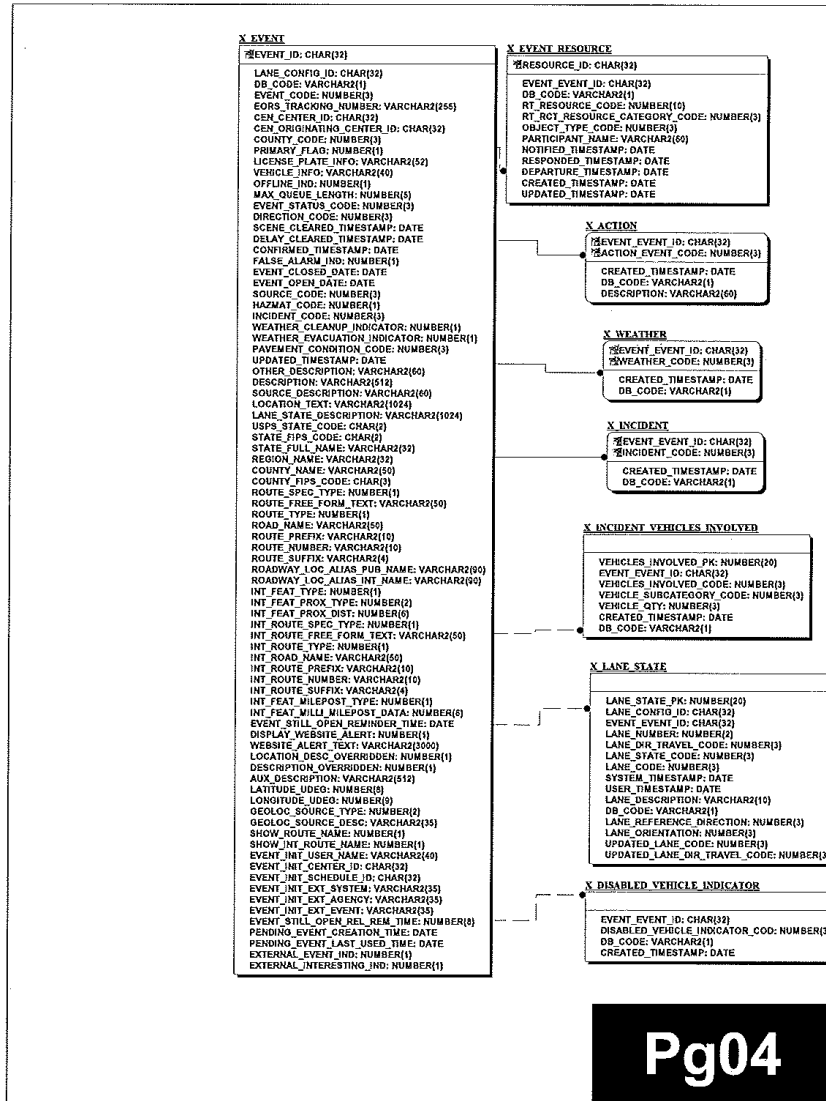 X_EVENT
EVENT_ID: CHAR(32)
LANE_CONFIG_ID: CHAR(32)
DB_CODE: VARCHAR2(1)
EVENT_CODE: NUMBER(3)
EORS_TRACKING_NUMBER: VARCHAR2(255)
CEN_CENTER_ID: CHAR(32)
CEN_ORIGINATING_CENTER_ID: CHAR(32)
COUNTY_CODE: NUMBER(3)
PRIMARY_FLAG: NUMBER(1)
LICENSE_PLATE_INFO: VARCHAR2(52)
VEHICLE_INFO: VARCHAR2(40)
OFFLINE_IND: NUMBER(1)
MAX_QUEUE_LENGTH: NUMBER(5)
EVENT_STATUS_CODE: NUMBER(3)
DIRECTION_CODE: NUMBER(3)
SCENE_CLEARED_TIMESTAMP: DATE
DELAY_CLEARED_TIMESTAMP: DATE
CONFIRMED_TIMESTAMP: DATE
FALSE_ALARM_IND: NUMBER(1)
EVENT_CLOSED_DATE: DATE
EVENT_OPEN_DATE: DATE
SOURCE_CODE: NUMBER(3)
HAZMAT_CODE: NUMBER(1)
INCIDENT_CODE: NUMBER(3)
WEATHER_CLEANUP_INDICATOR: NUMBER(1)
WEATHER_EVACUATION_INDICATOR: NUMBER(1)
PAVEMENT_CONDITION_CODE: NUMBER(3)
UPDATED_TIMESTAMP: DATE
OTHER_DESCRIPTION: VARCHAR2(60)
DESCRIPTION: VARCHAR2(512)
SOURCE_DESCRIPTION: VARCHAR2(60)
LOCATION_TEXT: VARCHAR2(1024)
LANE_STATE_DESCRIPTION: VARCHAR2(1024)
USPS_STATE_CODE: CHAR(2)
STATE_FIPS_CODE: CHAR(2)
STATE_FULL_NAME: VARCHAR2(32)
REGION_NAME: VARCHAR2(32)
COUNTY_NAME: VARCHAR2(50)
COUNTY_FIPS_CODE: CHAR(3)
ROUTE_SPEC_TYPE: NUMBER(1)
ROUTE_FREE_FORM_TEXT: VARCHAR2(50)
ROUTE_TYPE: NUMBER(1)
ROAD_NAME: VARCHAR2(50)
ROUTE_PREFIX: VARCHAR2(10)
ROUTE_NUMBER: VARCHAR2(10)
ROUTE_SUFFIX: VARCHAR2(4)
ROADWAY_LOC_ALIAS_PUB_NAME: VARCHAR2(90)
ROADWAY_LOC_ALIAS_INT_NAME: VARCHAR2(90)
INT_FEAT_TYPE: NUMBER(1)
INT_FEAT_PROX_TYPE: NUMBER(2)
INT_FEAT_PROX_DIST: NUMBER(6)
INT_ROUTE_SPEC_TYPE: NUMBER(1)
INT_ROUTE_FREE_FORM_TEXT: VARCHAR2(50)
INT_ROUTE_TYPE: NUMBER(1)
INT_ROAD_NAME: VARCHAR2(50)
INT_ROUTE_PREFIX: VARCHAR2(10)
INT_ROUTE_NUMBER: VARCHAR2(10)
INT_ROUTE_SUFFIX: VARCHAR2(4)
INT_FEAT_MILEPOST_TYPE: NUMBER(1)
INT_FEAT_MILLI_MILEPOST_DATA: NUMBER(6)
EVENT_STILL_OPEN_REMINDER_TIME: DATE
DISPLAY_WEBSITE_ALERT: NUMBER(1)
WEBSITE_ALERT_TEXT: VARCHAR2(3000)
LOCATION_DESC_OVERRIDDEN: NUMBER(1)
DESCRIPTION_OVERRIDDEN: NUMBER(1)
AUX_DESCRIPTION: VARCHAR2(512)
LATITUDE_UDEG: NUMBER(8)
LONGITUDE_UDEG: NUMBER(9)
GEOLOC_SOURCE_TYPE: NUMBER(2)
GEOLOC_SOURCE_DESC: VARCHAR2(35)
SHOW_ROUTE_NAME: NUMBER(1)
SHOW_INT_ROUTE_NAME: NUMBER(1)
EVENT_INIT_USER_NAME: VARCHAR2(40)
EVENT_INIT_CENTER_ID: CHAR(32)
EVENT_INIT_SCHEDULE_ID: CHAR(32)
EVENT_INIT_EXT_SYSTEM: VARCHAR2(35)
EVENT_INIT_EXT_AGENCY: VARCHAR2(35)
EVENT_INIT_EXT_EVENT: VARCHAR2(35)
EVENT_STILL_OPEN_REL_REM_TIME: NUMBER(8)
PENDING_EVENT_CREATION_TIME: DATE
PENDING_EVENT_LAST_USED_TIME: DATE
EXTERNAL_EVENT_IND: NUMBER(1)
EXTERNAL_INTERESTING_IND: NUMBER(1)
X_EVENT_RESOURCE
RESOURCE_ID: CHAR(32)
EVENT_EVENT_ID: CHAR(32)
DB_CODE: VARCHAR2(1)
RT_RESOURCE_CODE: NUMBER(10)
RT_RCT_RESOURCE_CATEGORY_CODE: NUMBER(3)
OBJECT_TYPE_CODE: NUMBER(3)
PARTICIPANT_NAME: VARCHAR2(60)
NOTIFIED_TIMESTAMP: DATE
RESPONDED_TIMESTAMP: DATE
DEPARTURE_TIMESTAMP: DATE
CREATED_TIMESTAMP: DATE
UPDATED_TIMESTAMP: DATE
X_ACTION
EVENT_EVENT_ID: CHAR(32)
ACTION_EVENT_CODE: NUMBER(3)
CREATED_TIMESTAMP: DATE
DB_CODE: VARCHAR2(1)
DESCRIPTION: VARCHAR2(60)
X_WEATHER
EVENT_EVENT_ID: CHAR(32)
WEATHER_CODE: NUMBER(3)
CREATED_TIMESTAMP: DATE
DB_CODE: VARCHAR2(1)
X_INCIDENT
EVENT_EVENT_ID: CHAR(32)
INCIDENT_CODE: NUMBER(3)
CREATED_TIMESTAMP: DATE
DB_CODE: VARCHAR2(1)
X_INCIDENT_VEHICLES_INVOLVED
VEHICLES_INVOLVED_PK: NUMBER(20)
EVENT_EVENT_ID: CHAR(32)
VEHICLES_INVOLVED_CODE: NUMBER(3)
VEHICLE_SUBCATEGORY_CODE: NUMBER(3)
VEHICLE_QTY: NUMBER(3)
CREATED_TIMESTAMP: DATE
DB_CODE: VARCHAR2(1)
X_LANE_STATE
LANE_STATE_PK: NUMBER(20)
LANE_CONFIG_ID: CHAR(32)
EVENT_EVENT_ID: CHAR(32)
LANE_NUMBER: NUMBER(2)
LANE_DIR_TRAVEL_CODE: NUMBER(3)
LANE_STATE_CODE: NUMBER(3)
LANE_CODE: NUMBER(3)
SYSTEM_TIMESTAMP: DATE
USER_TIMESTAMP: DATE
LANE_DESCRIPTION: VARCHAR2(10)
DB_CODE: VARCHAR2(1)
LANE_REFERENCE_DIRECTION: NUMBER(3)
LANE_ORIENTATION: NUMBER(3)
UPDATED_LANE_CODE: NUMBER(3)
UPDATED_LANE_DIR_TRAVEL_CODE: NUMBER(3
X_DISABLED_VEHICLE_INDICATOR
EVENT_EVENT_ID: CHAR(32)
DISABLED_VEHICLE_INDICATOR_COD: NUMBER(3
DB_CODE: VARCHAR2(1)
CREATED_TIMESTAMP: DATE
Pg04